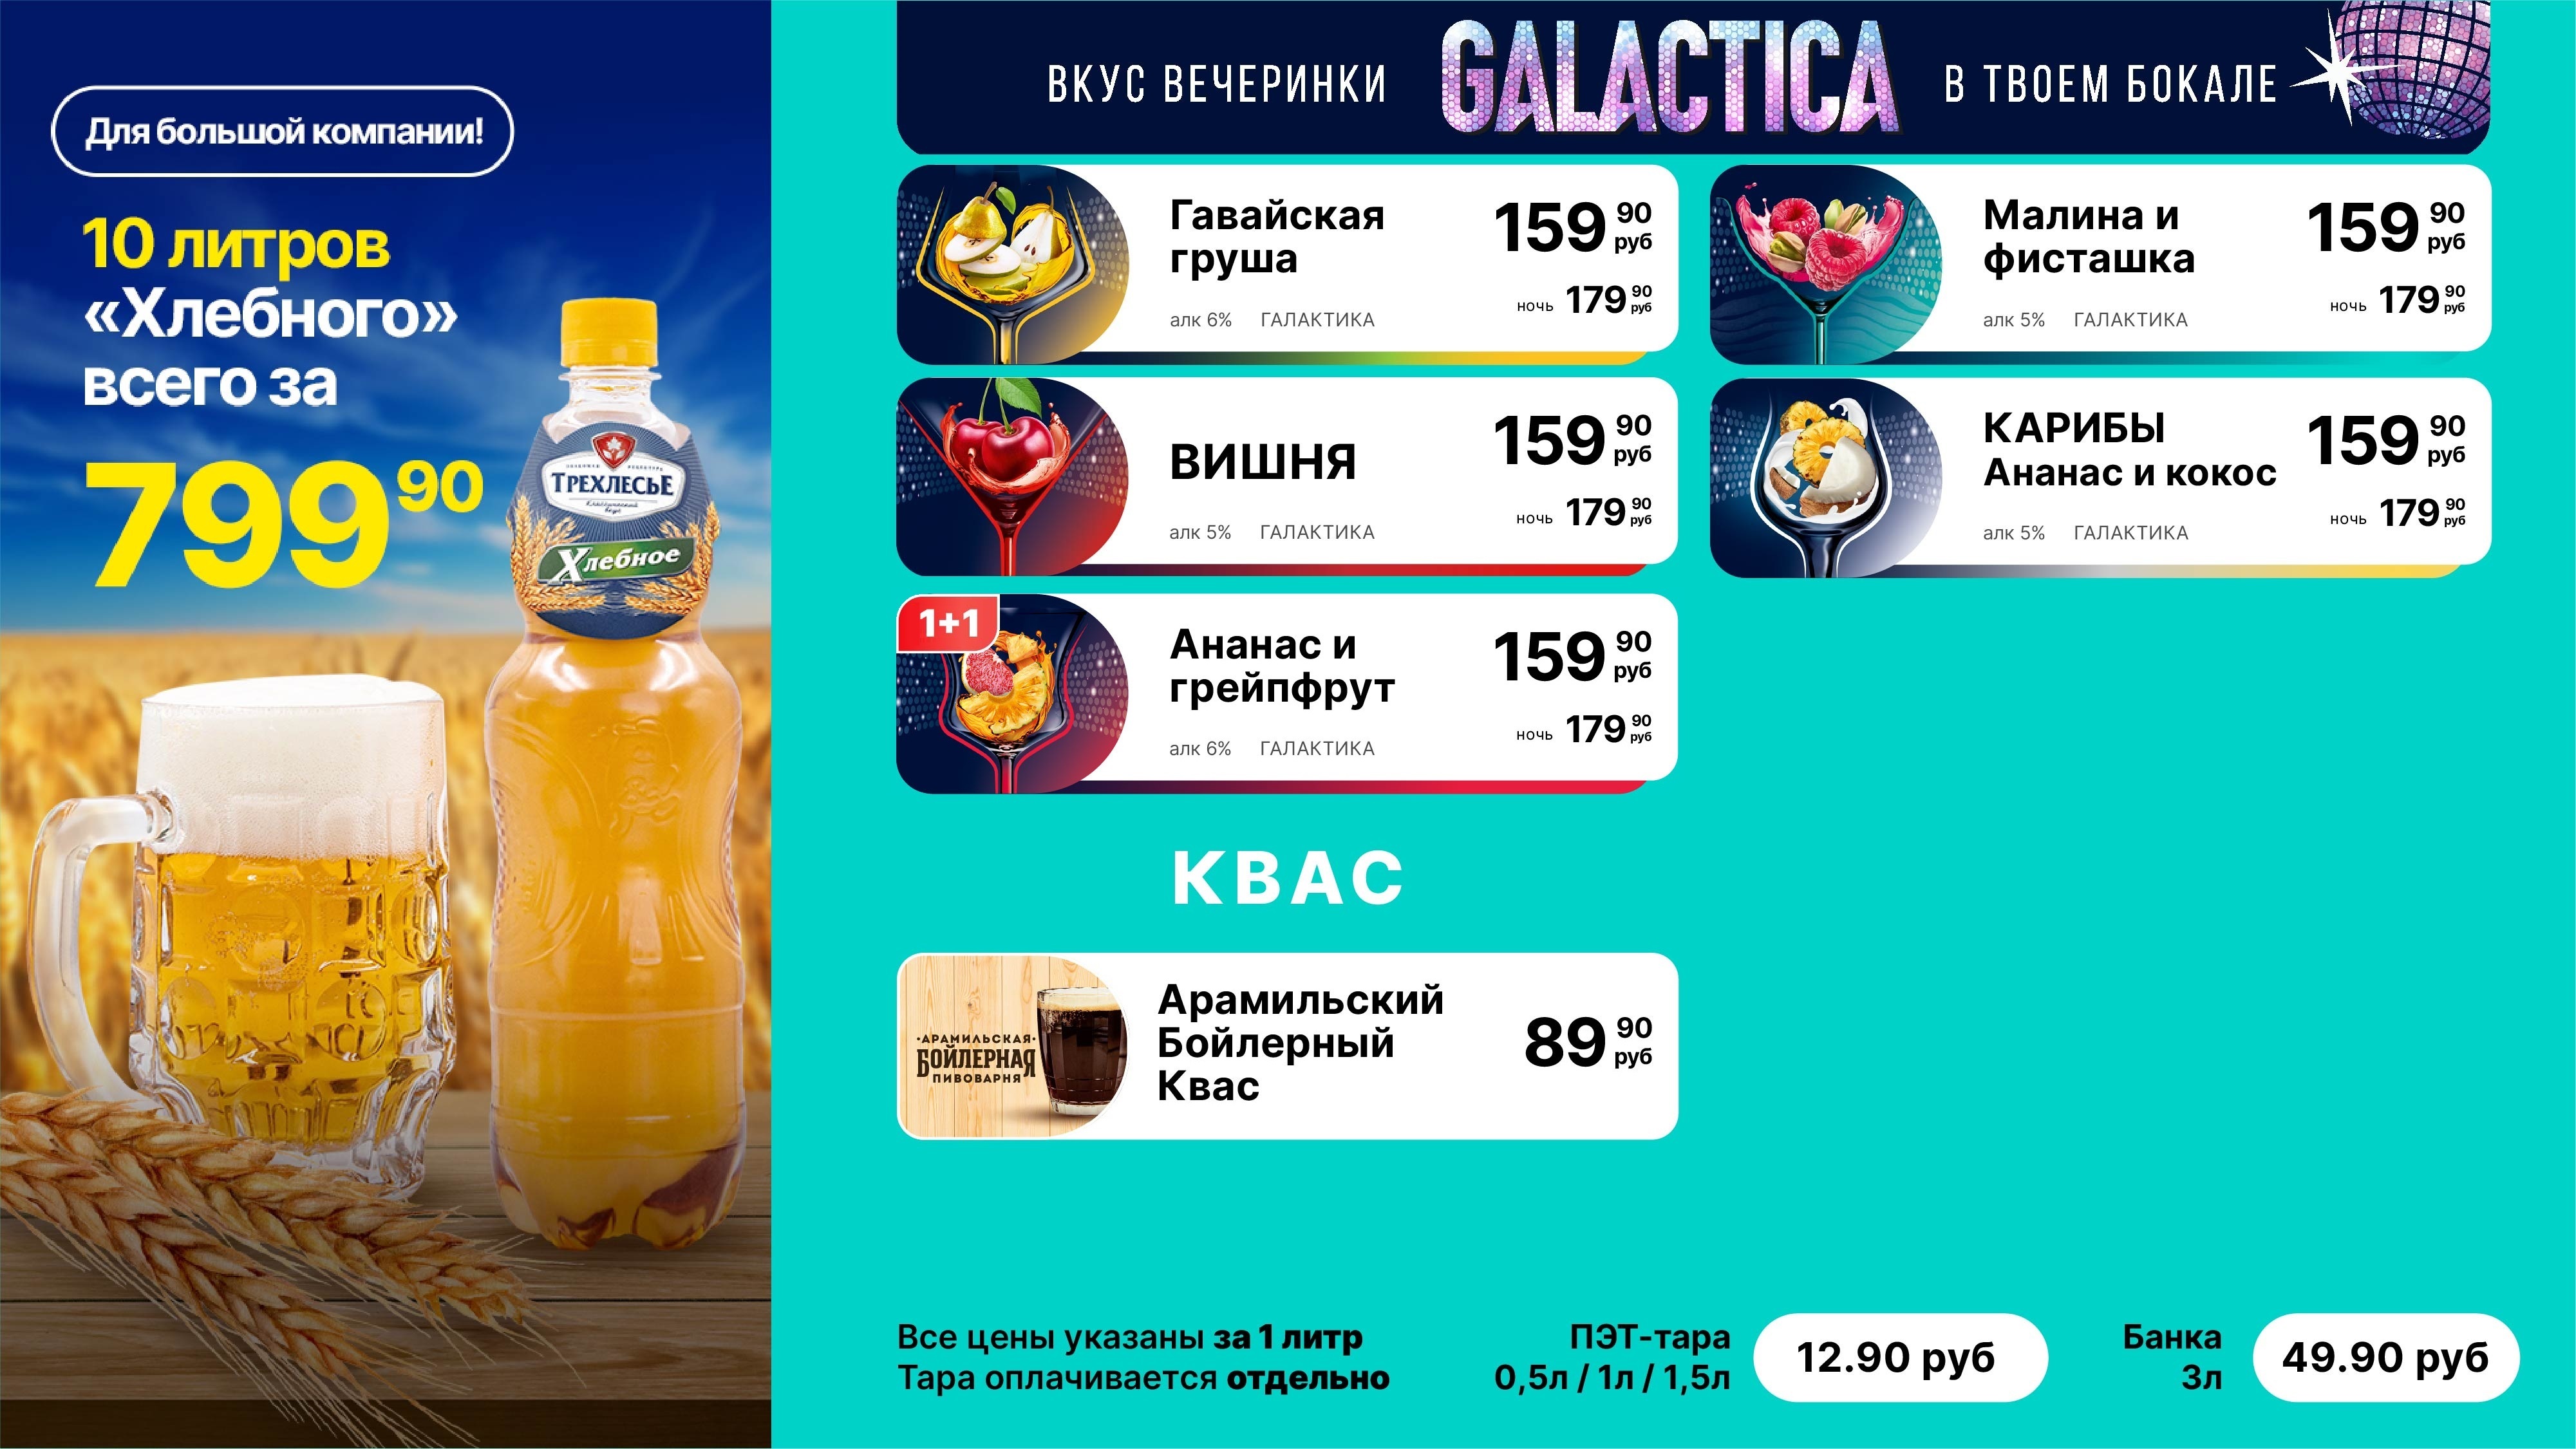 Для большой компании!
10 литров
«Хлебного»
всего за
799 90
ТРЕХЛЕСЬЕ
Классический
вкус
Хлебное
ВКУС ВЕЧЕРИНКИ GALACTICA В ТВОЕМ БОКАЛЕ
Гавайская
груша
159 90 руб
ночь 179 90 руб
алк 6% ГАЛАКТИКА
Малина и
фисташка
159 90 руб
ночь 179 90 руб
алк 5% ГАЛАКТИКА
ВИШНЯ
159 90 руб
ночь 179 90 руб
алк 5% ГАЛАКТИКА
КАРИБЫ
Ананас и кокос
159 90 руб
ночь 179 90 руб
алк 5% ГАЛАКТИКА
1+1
Ананас и
грейпфрут
159 90 руб
ночь 179 90 руб
алк 6% ГАЛАКТИКА
КВАС
·АРАМИЛЬСКАЯ·
БОЙЛЕРНАЯ
ПИВОВАРНЯ
Арамильский
Бойлерный
Квас
89 90 руб
Все цены указаны за 1 литр
Тара оплачивается отдельно
ПЭТ-тара
0,5л / 1л / 1,5л
12.90 руб
Банка
3л
49.90 руб